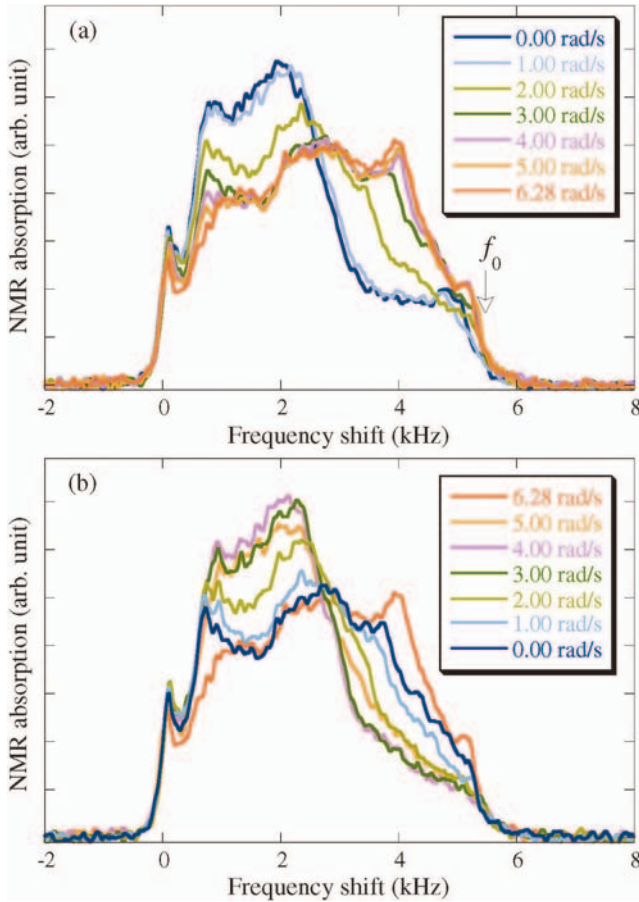 (a)
0.00 rad/s
1.00 rad/s
2.00 rad/s
3.00 rad/s
4.00 rad/s
5.00 rad/s
6.28 rad/s
f0
NMR absorption (arb. unit)
-2 0 2 4 6 8
Frequency shift (kHz)
(b)
6.28 rad/s
5.00 rad/s
4.00 rad/s
3.00 rad/s
2.00 rad/s
1.00 rad/s
0.00 rad/s
NMR absorption (arb. unit)
-2 0 2 4 6 8
Frequency shift (kHz)